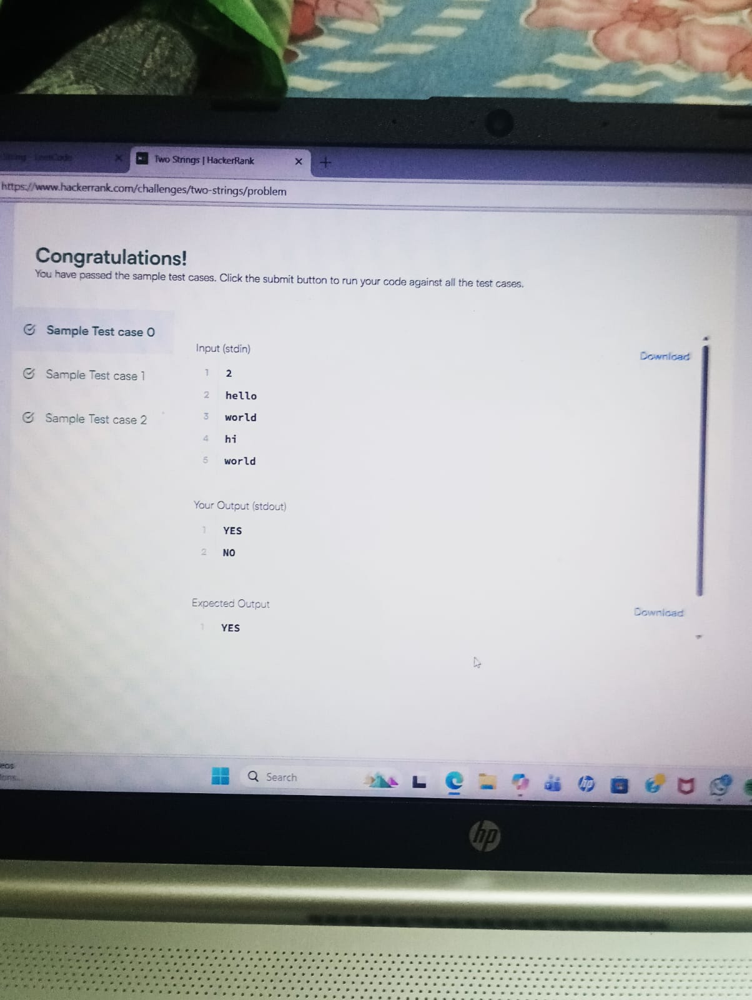 Two Strings | HackerRank
https://www.hackerrank.com/challenges/two-strings/problem
Congratulations!
You have passed the sample test cases. Click the submit button to run your code against all the test cases.
Sample Test case 0
Sample Test case 1
Sample Test case 2
Input (stdin)
Download
1 2
2 hello
3 world
4 hi
5 world
Your Output (stdout)
1 YES
2 NO
Expected Output
Download
1 YES
Search
hp
hp